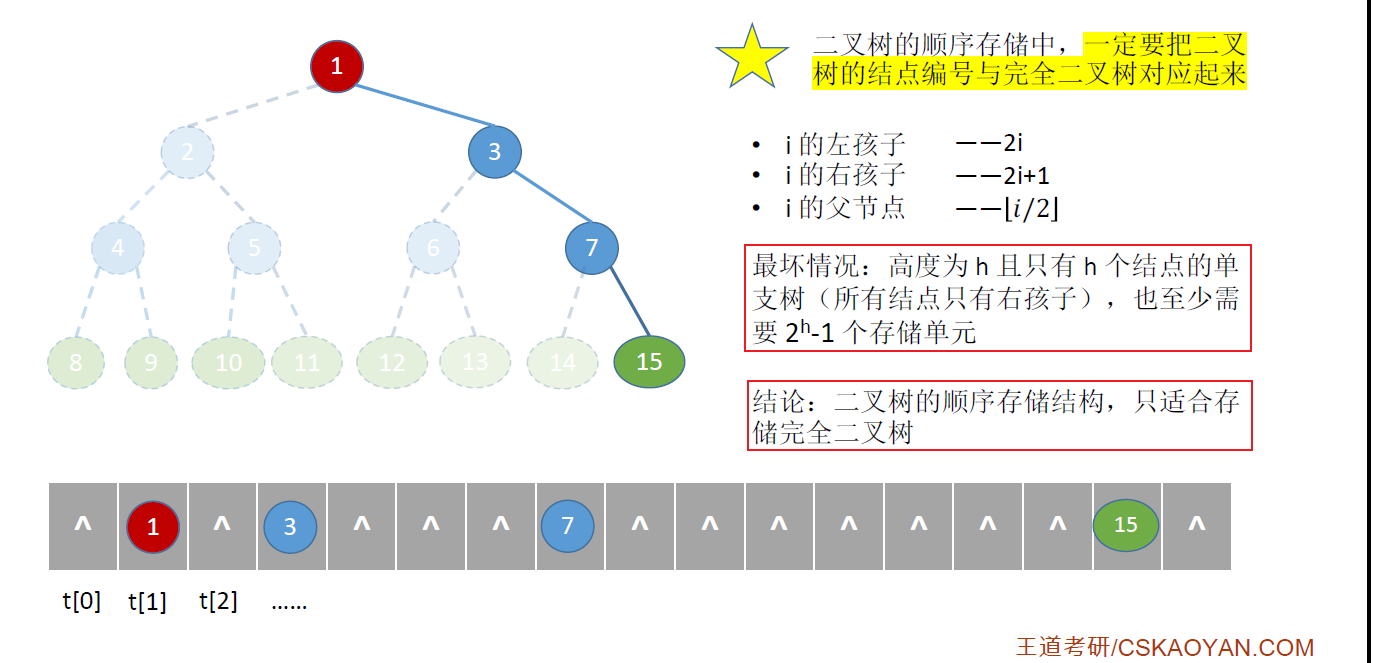 1
二叉树的顺序存储中，一定要把二叉
树的结点编号与完全二叉树对应起来
2
3
i 的左孩子 ——2i
i 的右孩子 ——2i+1
i 的父节点 ——⌊i/2⌋
4
5
6
7
最坏情况：高度为 h 且只有 h 个结点的单
支树（所有结点只有右孩子），也至少需
要 2ʰ-1 个存储单元
8
9
10
11
12
13
14
15
结论：二叉树的顺序存储结构，只适合存
储完全二叉树
^ 1 ^ 3 ^ ^ ^ 7 ^ ^ ^ ^ ^ ^ ^ 15 ^
t[0] t[1] t[2] ......
王道考研/CSKAOYAN.COM